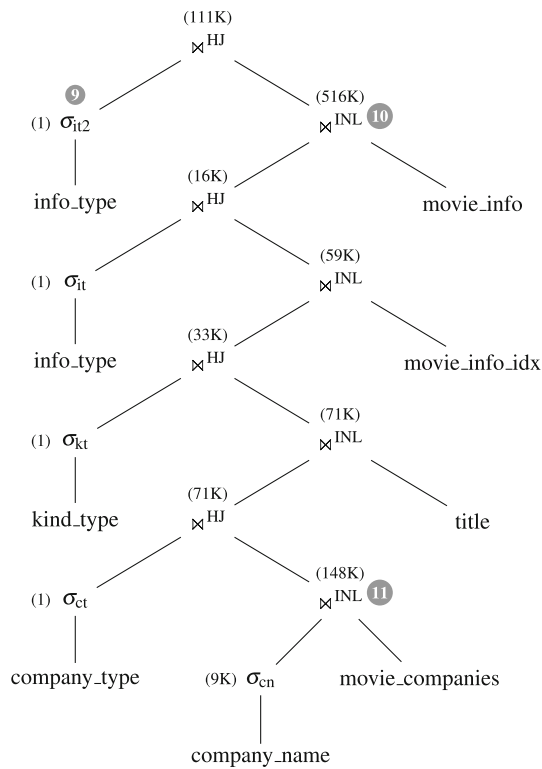 (111K)
⋈ HJ
9
(1) σit2
(516K)
⋈ INL 10
info_type
(16K)
⋈ HJ
movie_info
(1) σit
(59K)
⋈ INL
info_type
(33K)
⋈ HJ
movie_info_idx
(1) σkt
(71K)
⋈ INL
kind_type
(71K)
⋈ HJ
title
(1) σct
(148K)
⋈ INL 11
company_type
(9K) σcn
movie_companies
company_name